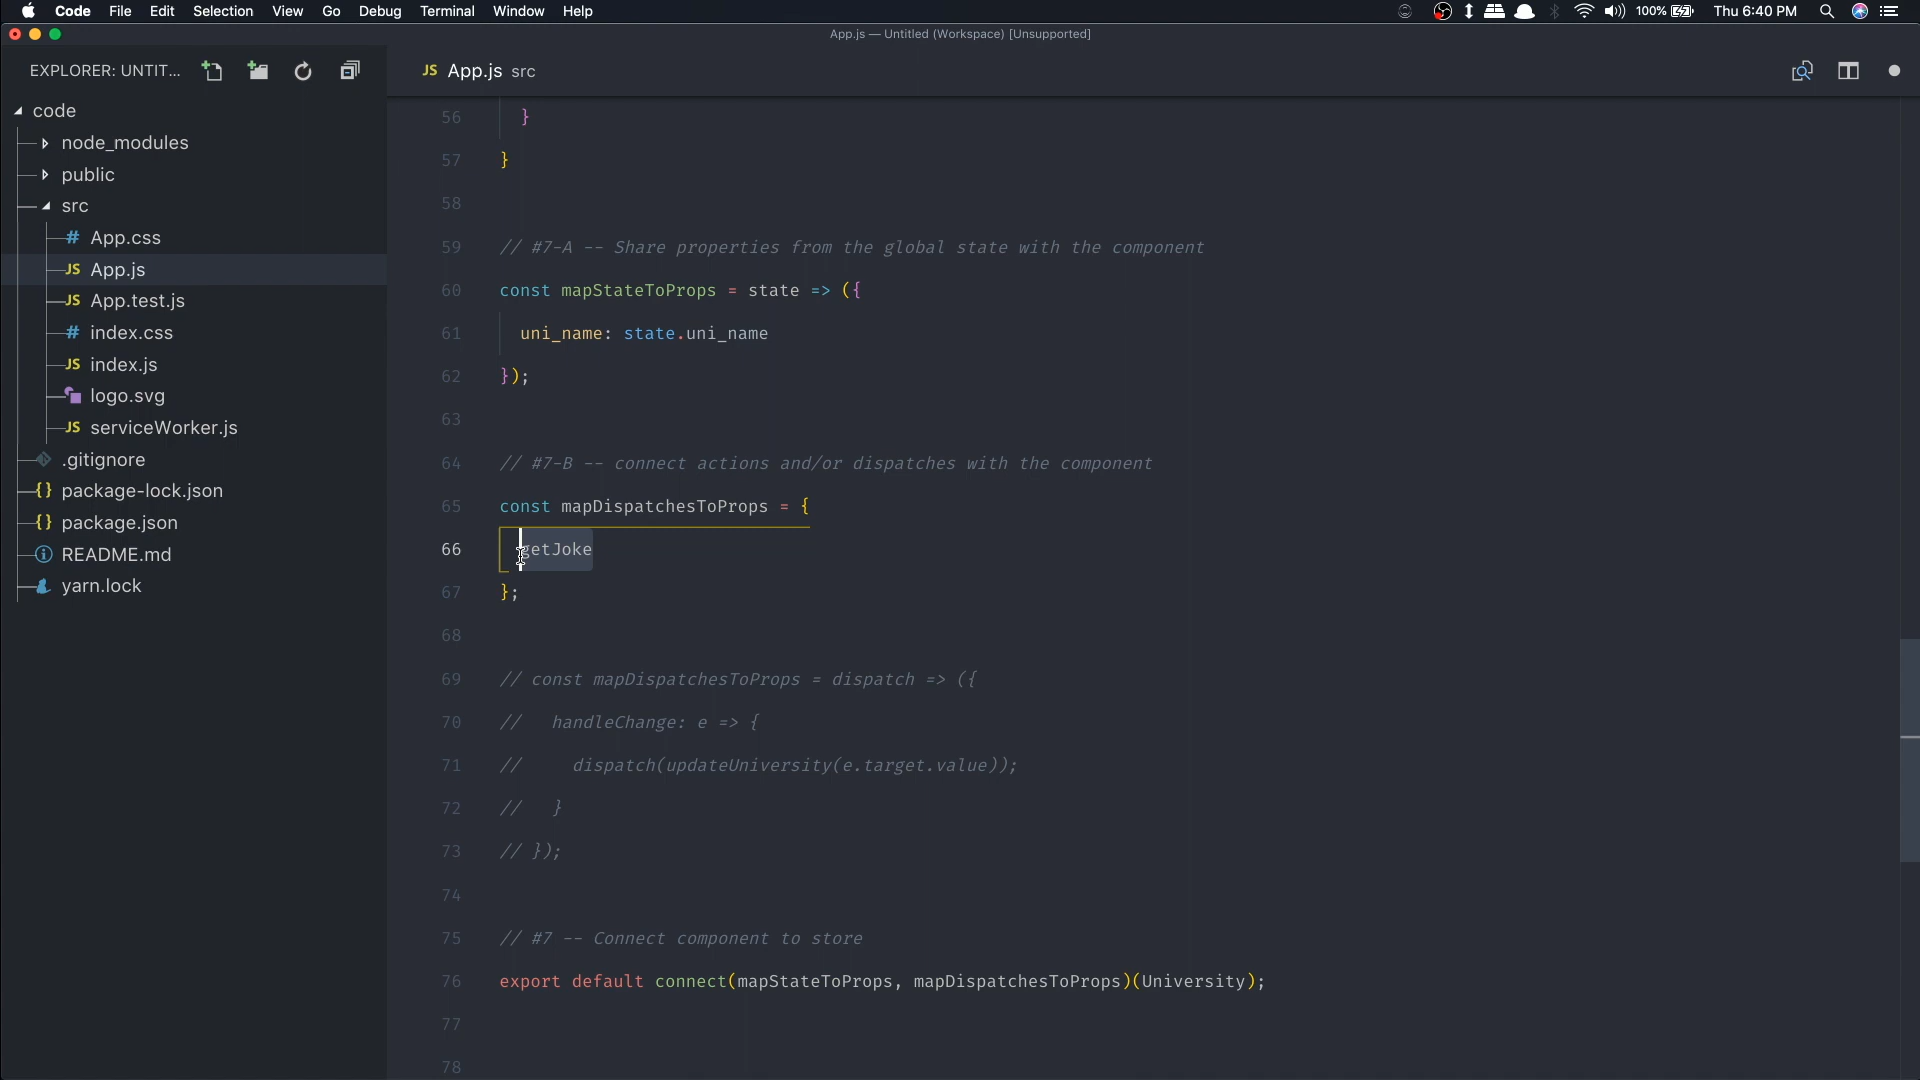 Code File Edit Selection View Go Debug Terminal Window Help 100% Thu 6:40 PM
App.js — Untitled (Workspace) [Unsupported]
EXPLORER: UNTIT...
JS App.js src
code
node_modules
public
src
# App.css
JS App.js
JS App.test.js
# index.css
JS index.js
logo.svg
JS serviceWorker.js
.gitignore
{} package-lock.json
{} package.json
README.md
yarn.lock
56 }
57 }
58
59 // #7-A -- Share properties from the global state with the component
60 const mapStateToProps = state => ({
61 uni_name: state.uni_name
62 });
63
64 // #7-B -- connect actions and/or dispatches with the component
65 const mapDispatchesToProps = {
66 getJoke
67 };
68
69 // const mapDispatchesToProps = dispatch => ({
70 // handleChange: e => {
71 // dispatch(updateUniversity(e.target.value));
72 // }
73 // });
74
75 // #7 -- Connect component to store
76 export default connect(mapStateToProps, mapDispatchesToProps)(University);
77
78